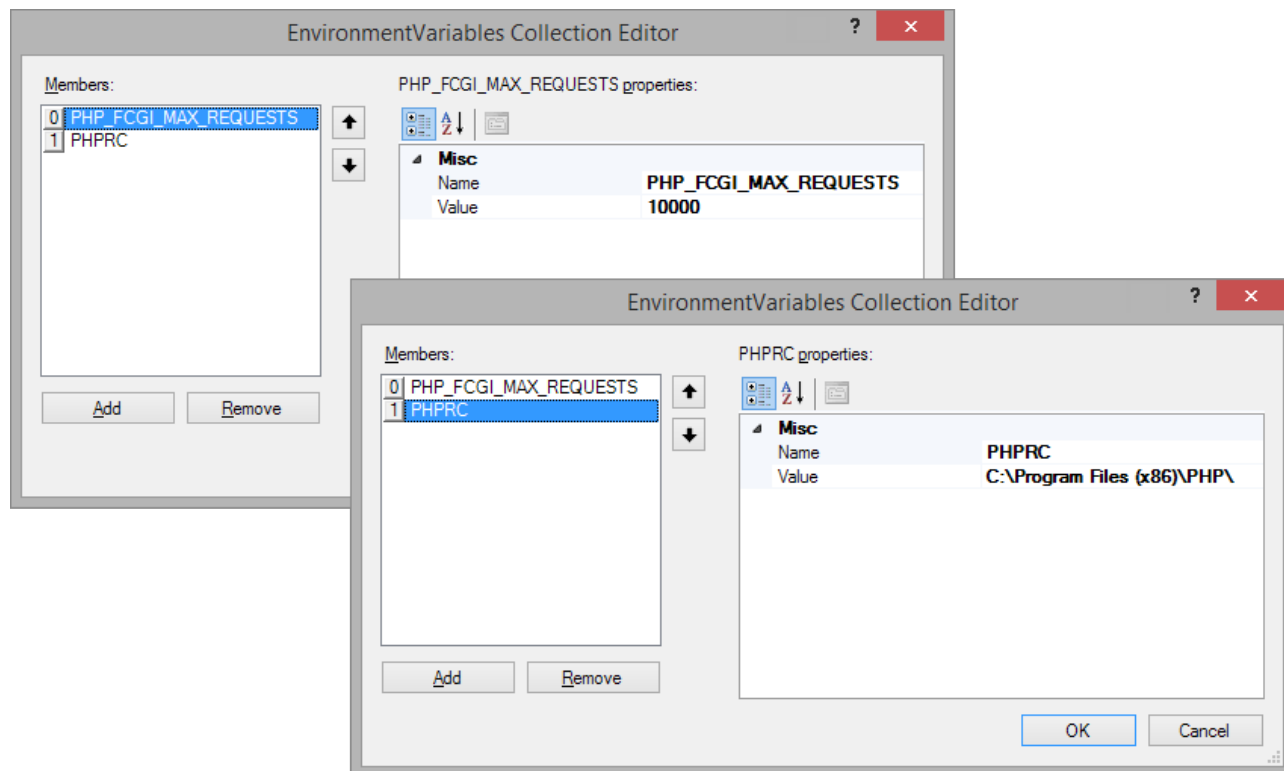 EnvironmentVariables Collection Editor
?
×
Members:
PHP_FCGI_MAX_REQUESTS properties:
0 PHP_FCGI_MAX_REQUESTS
1 PHPRC
Misc
Name PHP_FCGI_MAX_REQUESTS
Value 10000
Add Remove
EnvironmentVariables Collection Editor
?
×
Members:
PHPRC properties:
0 PHP_FCGI_MAX_REQUESTS
1 PHPRC
Misc
Name PHPRC
Value C:\Program Files (x86)\PHP\
Add Remove
OK Cancel